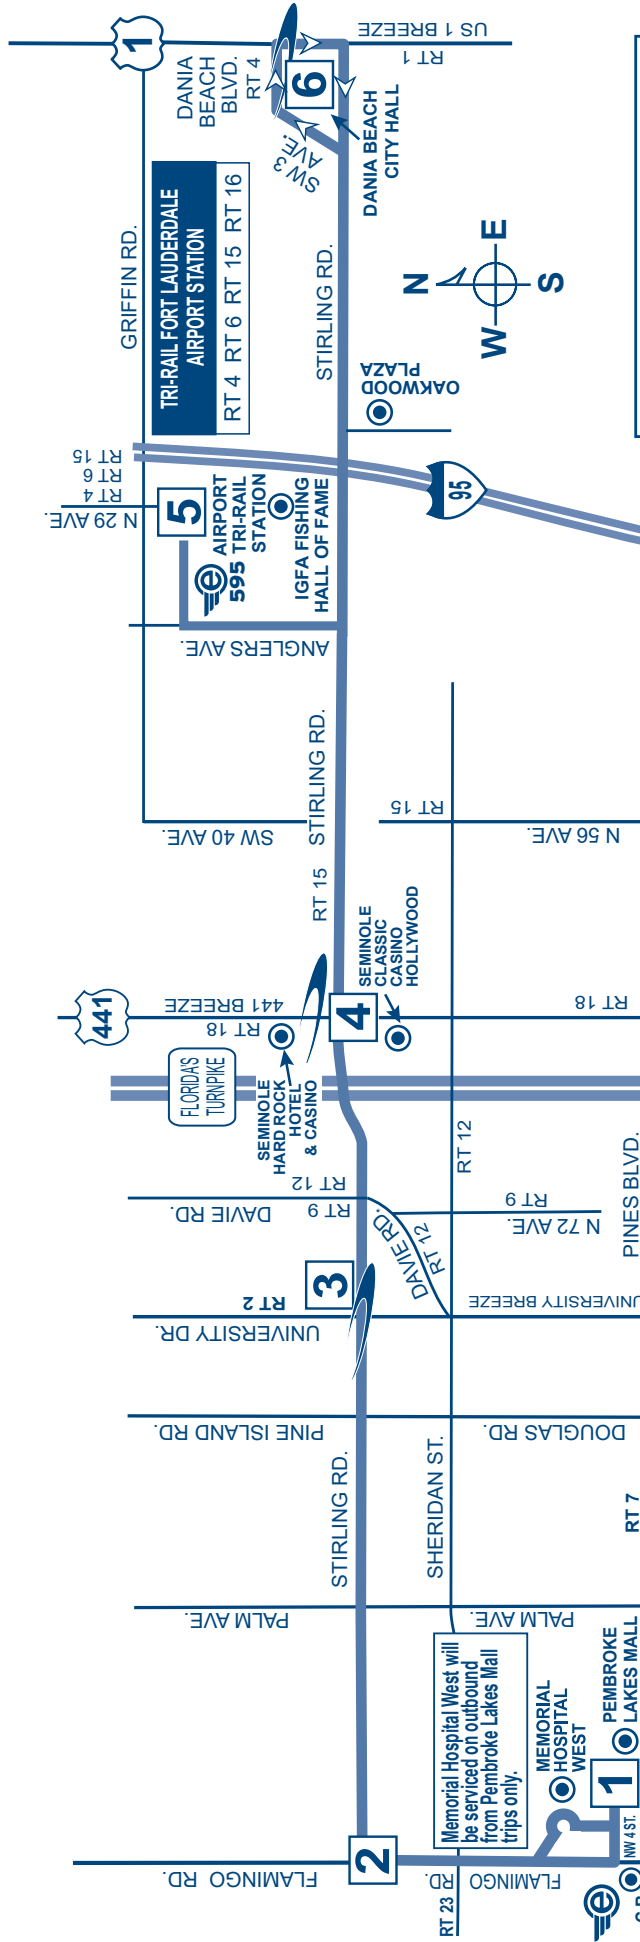 1
GRIFFIN RD.
DANIA
BEACH
BLVD.
RT 4
US 1 BREEZE
RT 1
6
SW 3
AVE.
DANIA BEACH
CITY HALL
TRI-RAIL FORT LAUDERDALE
AIRPORT STATION
RT 4 RT 6 RT 15 RT 16
STIRLING RD.
N
W
E
S
OAKWOOD
PLAZA
95
RT 15
RT 6
RT 4
N 29 AVE.
5
e
595
AIRPORT
TRI-RAIL
STATION
IGFA FISHING
HALL OF FAME
ANGLERS AVE.
STIRLING RD.
SW 40 AVE.
RT 15
RT 15
N 56 AVE.
441
441 BREEZE
RT 18
4
SEMINOLE
CLASSIC
CASINO
HOLLYWOOD
RT 18
FLORIDA'S
TURNPIKE
SEMINOLE
HARD ROCK
HOTEL
& CASINO
RT 12
RT 12
DAVIE RD.
RT 9
DAVIE RD.
RT 12
RT 9
N 72 AVE.
PINES BLVD.
3
RT 2
UNIVERSITY DR.
UNIVERSITY BREEZE
PINE ISLAND RD.
DOUGLAS RD.
STIRLING RD.
SHERIDAN ST.
RT 7
PALM AVE.
PALM AVE.
Memorial Hospital West will
be serviced on outbound
from Pembroke Lakes Mall
trips only.
MEMORIAL
HOSPITAL
WEST
PEMBROKE
LAKES MALL
1
NW 4 ST.
2
FLAMINGO RD.
FLAMINGO
RD.
RT 23
e